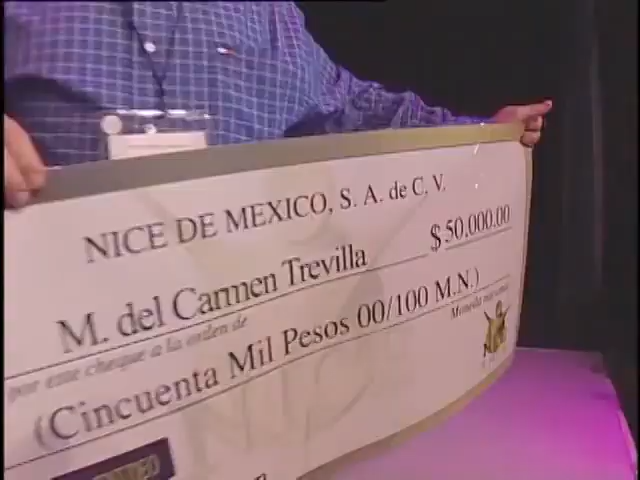 NICE DE MEXICO, S. A. de C. V.
$ 50,000.00
M. del Carmen Trevilla
por este cheque a la orden de
(Cincuenta Mil Pesos 00/100 M.N.)
Moneda nacional